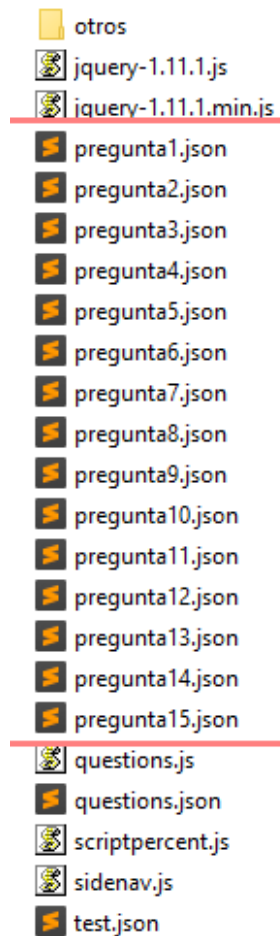 otros
jquery-1.11.1.js
jquery-1.11.1.min.js
pregunta1.json
pregunta2.json
pregunta3.json
pregunta4.json
pregunta5.json
pregunta6.json
pregunta7.json
pregunta8.json
pregunta9.json
pregunta10.json
pregunta11.json
pregunta12.json
pregunta13.json
pregunta14.json
pregunta15.json
questions.js
questions.json
scriptpercent.js
sidenav.js
test.json